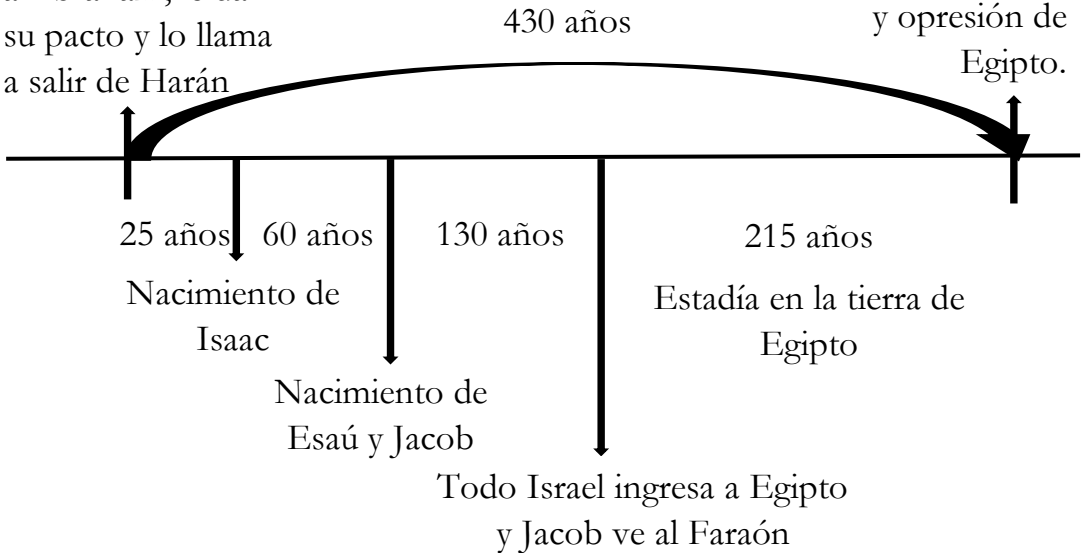 su pacto y lo llama
a salir de Harán
430 años
y opresión de
Egipto.
25 años
60 años
130 años
215 años
Nacimiento de
Isaac
Estadía en la tierra de
Egipto
Nacimiento de
Esaú y Jacob
Todo Israel ingresa a Egipto
y Jacob ve al Faraón